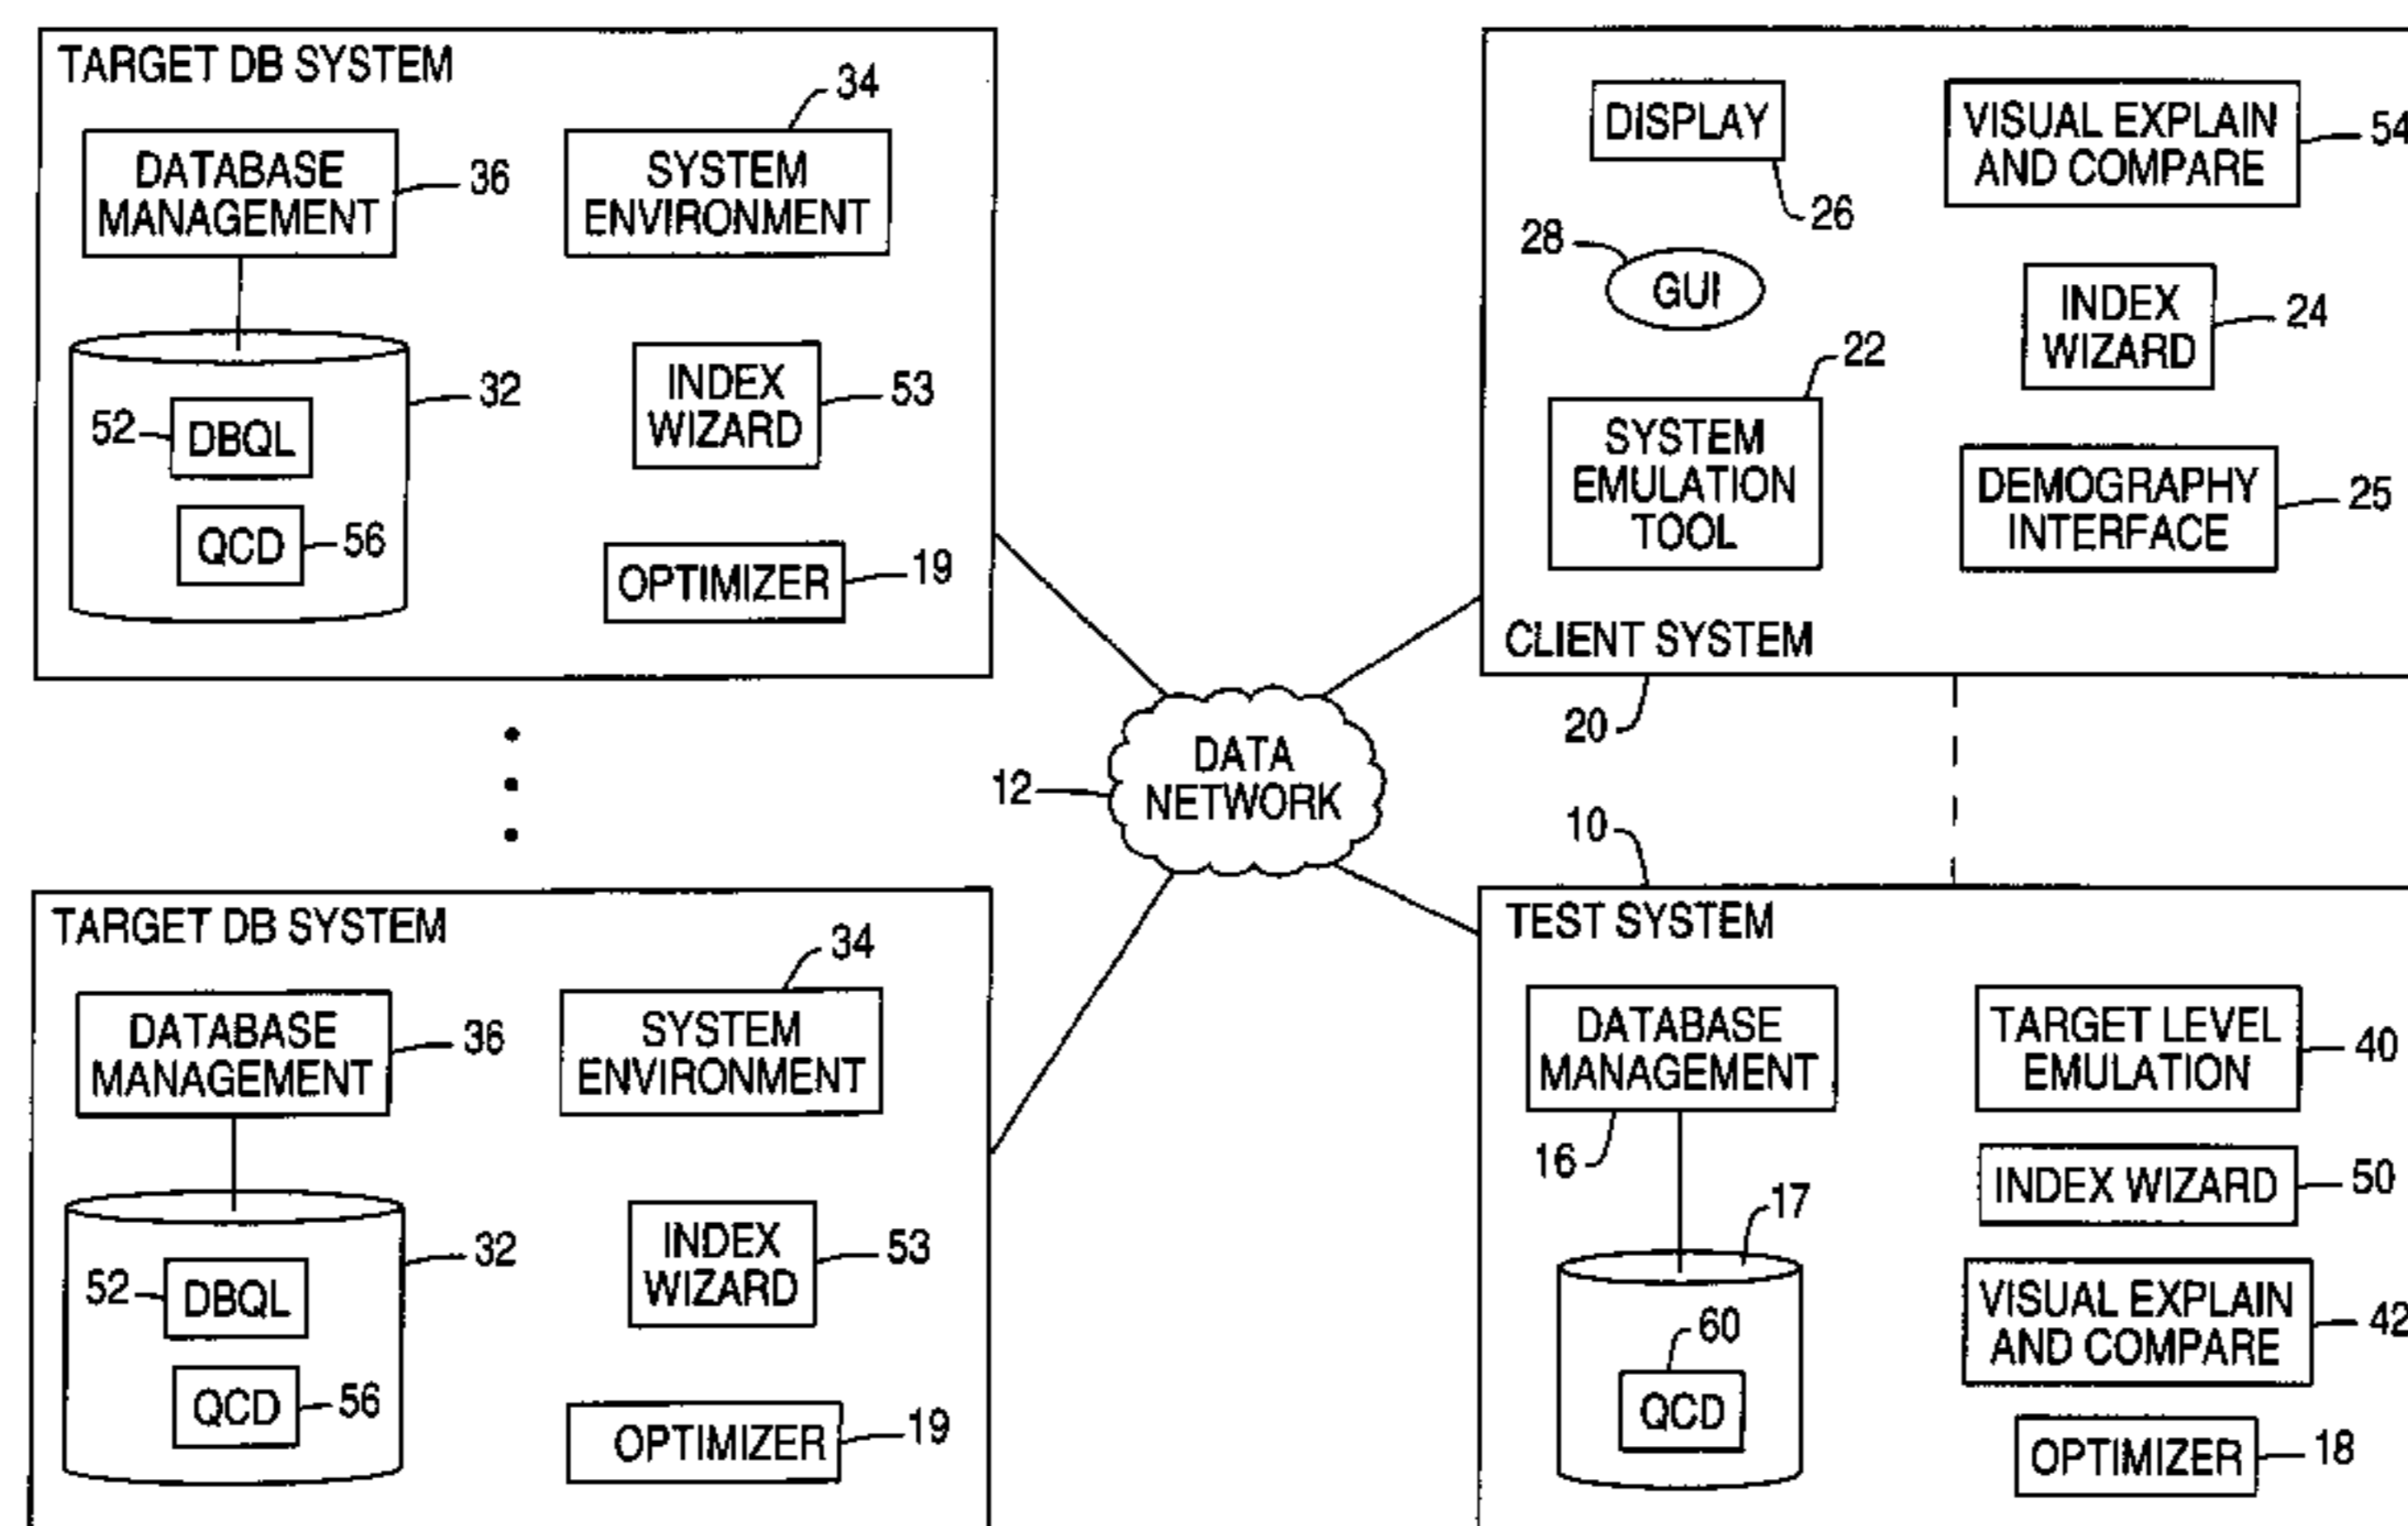 TARGET DB SYSTEM
34
DATABASE
MANAGEMENT
36
SYSTEM
ENVIRONMENT
32
52
DBQL
QCD
56
INDEX
WIZARD
53
OPTIMIZER
19
DISPLAY
26
VISUAL EXPLAIN
AND COMPARE
54
28
GUI
INDEX
WIZARD
24
22
SYSTEM
EMULATION
TOOL
DEMOGRAPHY
INTERFACE
25
CLIENT SYSTEM
20
12
DATA
NETWORK
10
TARGET DB SYSTEM
34
DATABASE
MANAGEMENT
36
SYSTEM
ENVIRONMENT
32
52
DBQL
QCD
56
INDEX
WIZARD
53
OPTIMIZER
19
TEST SYSTEM
DATABASE
MANAGEMENT
16
17
60
QCD
TARGET LEVEL
EMULATION
40
INDEX WIZARD
50
VISUAL EXPLAIN
AND COMPARE
42
OPTIMIZER
18